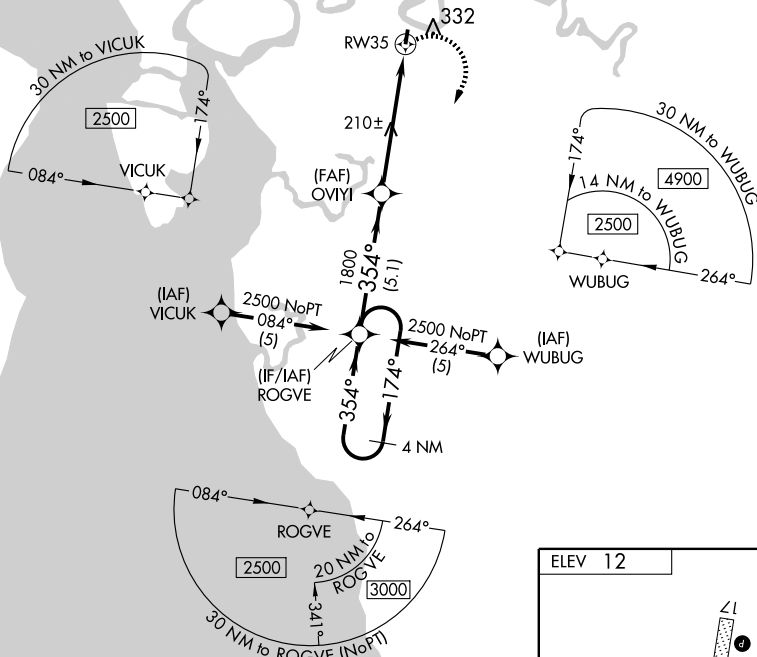 332
RW35
30 NM to VICUK
2500
174°
084°
VICUK
210±
(FAF)
OVIYI
30 NM to WUBUG
174°
4900
14 NM to WUBUG
2500
WUBUG
264°
1800
354°
(5.1)
(IAF)
VICUK
2500 NoPT
084°
(5)
2500 NoPT
264°
(5)
(IAF)
WUBUG
(IF/IAF)
ROGVE
354°
174°
4 NM
084°
ROGVE
264°
2500
20 NM to ROGVE
3000
341°
30 NM to ROGVE (NoPT)
ELEV 12
17
P